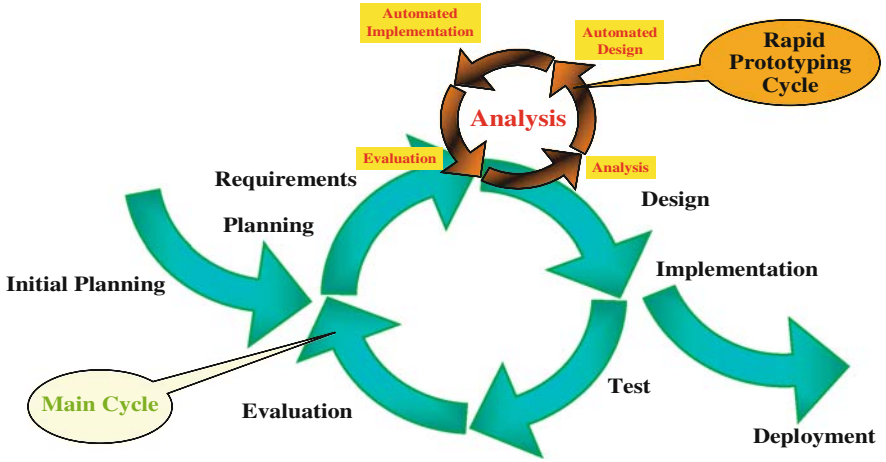 Automated
Implementation
Automated
Design
Rapid
Prototyping
Cycle
Analysis
Evaluation
Analysis
Requirements
Planning
Design
Initial Planning
Implementation
Main Cycle
Evaluation
Test
Deployment